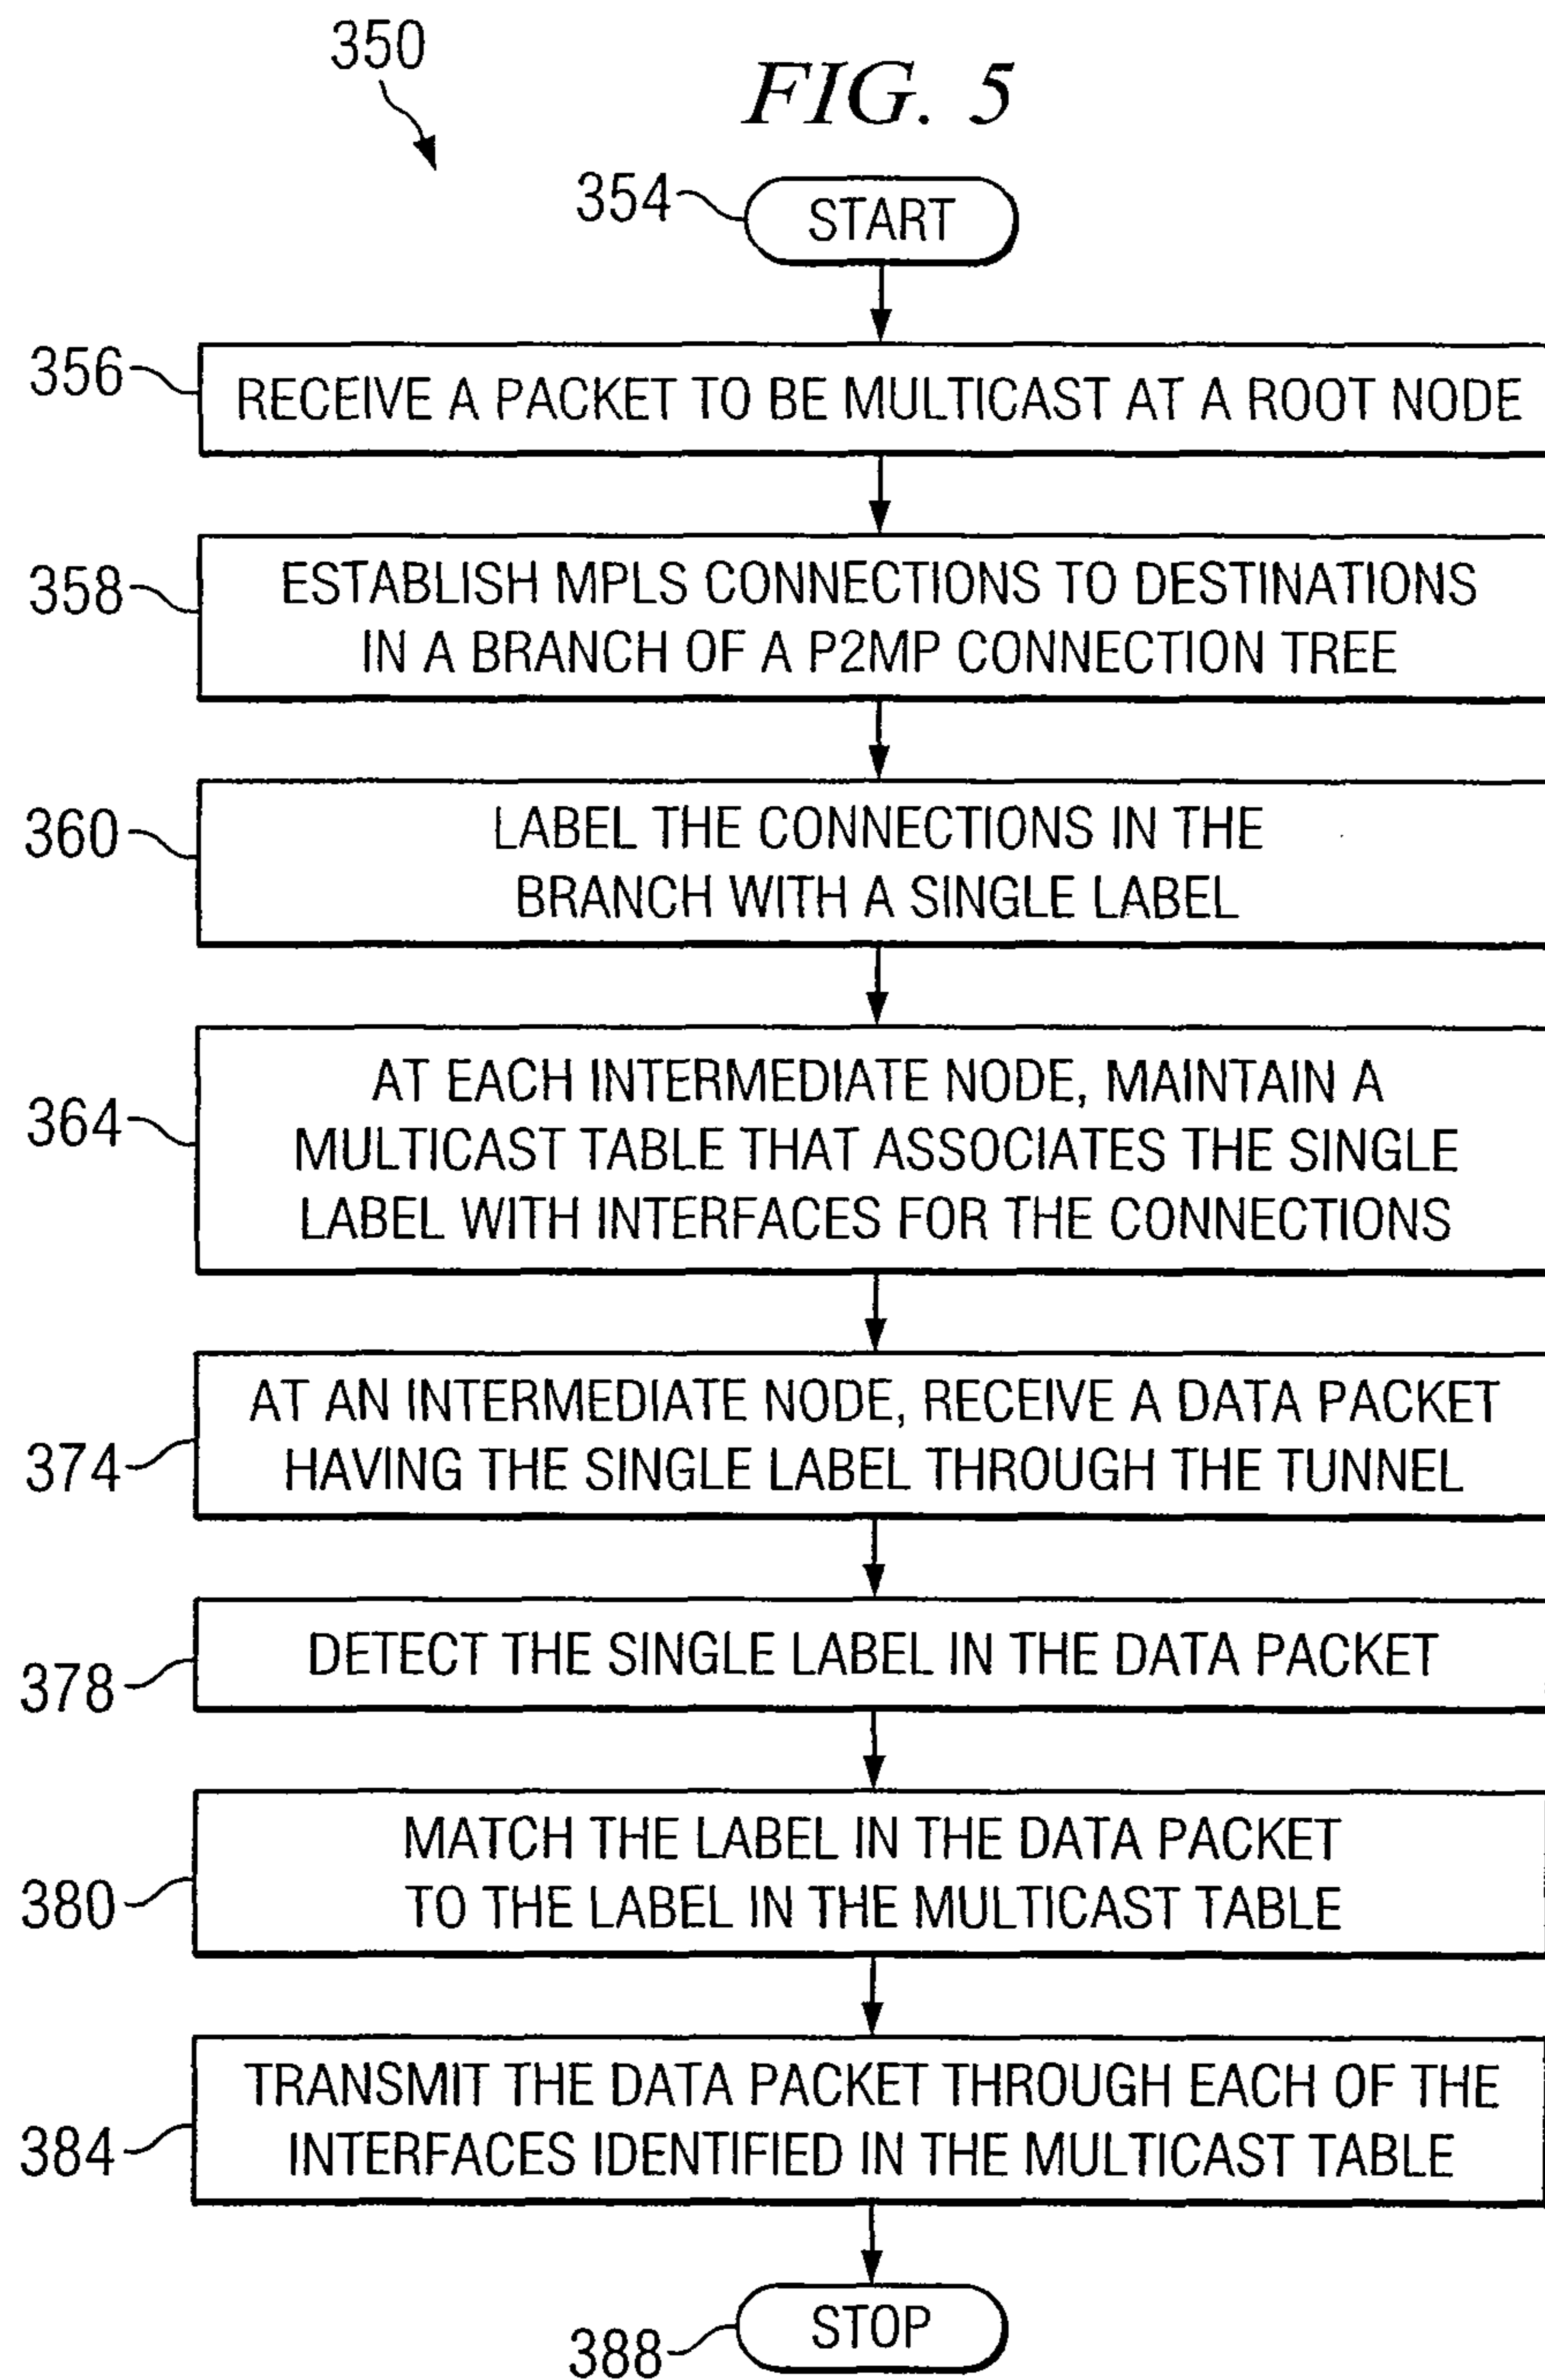 350
FIG. 5
354
START
356
RECEIVE A PACKET TO BE MULTICAST AT A ROOT NODE
358
ESTABLISH MPLS CONNECTIONS TO DESTINATIONS
IN A BRANCH OF A P2MP CONNECTION TREE
360
LABEL THE CONNECTIONS IN THE
BRANCH WITH A SINGLE LABEL
364
AT EACH INTERMEDIATE NODE, MAINTAIN A
MULTICAST TABLE THAT ASSOCIATES THE SINGLE
LABEL WITH INTERFACES FOR THE CONNECTIONS
374
AT AN INTERMEDIATE NODE, RECEIVE A DATA PACKET
HAVING THE SINGLE LABEL THROUGH THE TUNNEL
378
DETECT THE SINGLE LABEL IN THE DATA PACKET
380
MATCH THE LABEL IN THE DATA PACKET
TO THE LABEL IN THE MULTICAST TABLE
384
TRANSMIT THE DATA PACKET THROUGH EACH OF THE
INTERFACES IDENTIFIED IN THE MULTICAST TABLE
388
STOP